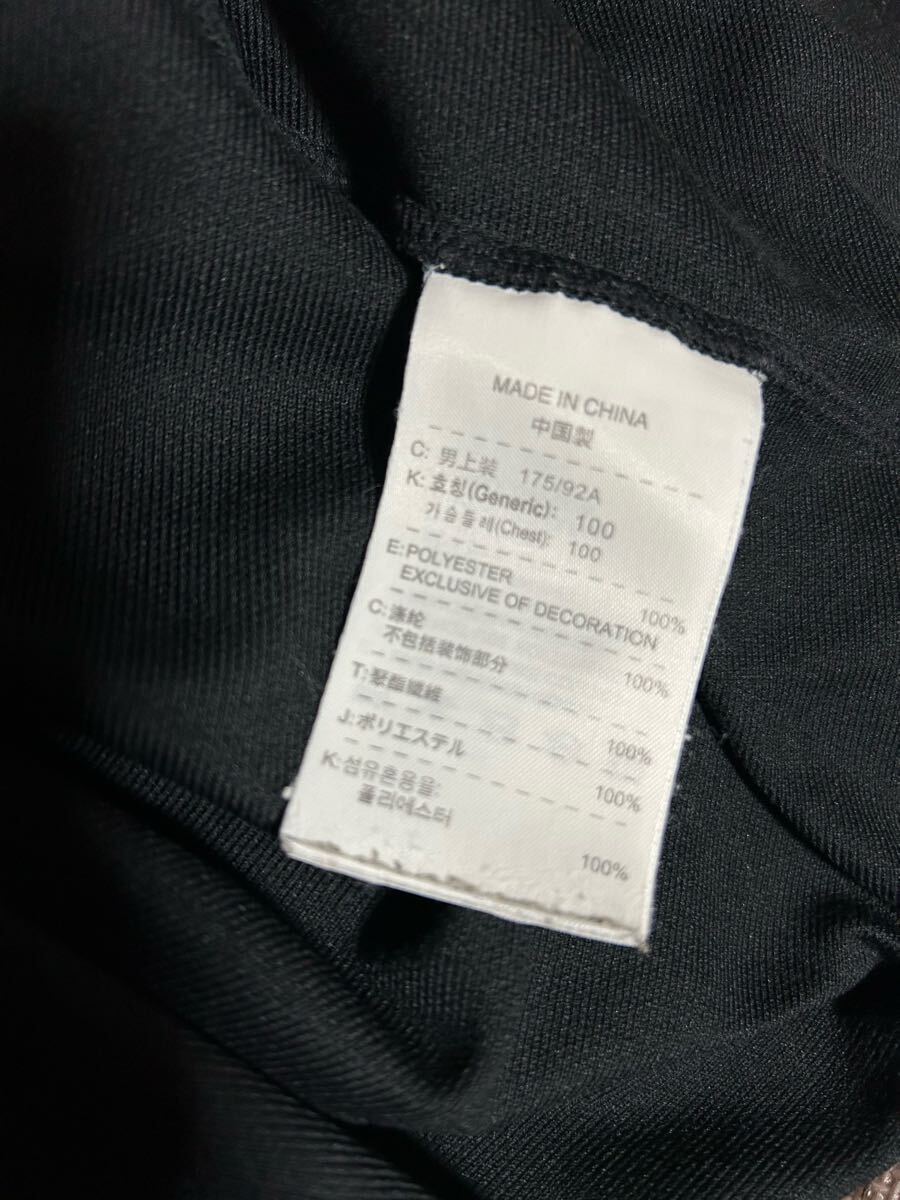 MADE IN CHINA
中国製
C: 男上装 175/92A
K: 호칭(Generic): 100
가슴둘레(Chest): 100
E: POLYESTER 100%
EXCLUSIVE OF DECORATION
C: 涤纶 100%
不包括装饰部分
T: 聚酯纖維 100%
J: ポリエステル 100%
K: 섬유혼용율:
폴리에스터 100%